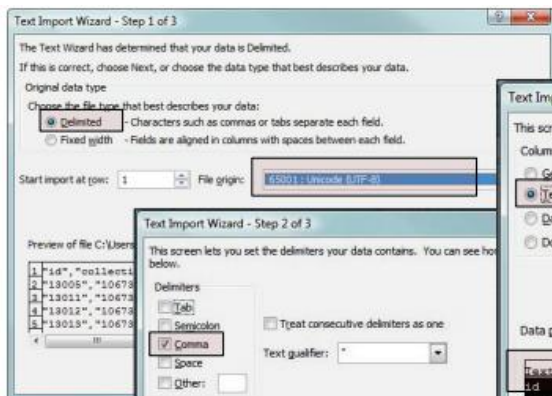 Text Import Wizard - Step 1 of 3
The Text Wizard has determined that your data is Delimited.
If this is correct, choose Next, or choose the data type that best describes your data.
Original data type
Choose the file type that best describes your data:
Delimited - Characters such as commas or tabs separate each field.
Fixed width - Fields are aligned in columns with spaces between each field.
Start import at row: 1 File origin: 65001 : Unicode (UTF-8)
Preview of file C:\Users
1 "id","collecti
2 "13005","10673
3 "13011","10673
4 "13012","10673
5 "13013","10673
Text Import Wizard - Step 2 of 3
This screen lets you set the delimiters your data contains. You can see ho
below.
Delimiters
Tab
Semicolon
Comma
Space
Other:
Treat consecutive delimiters as one
Text qualifier: "
Text Im
This scr
Colum
G
Te
D
Do
Data p
Text
id